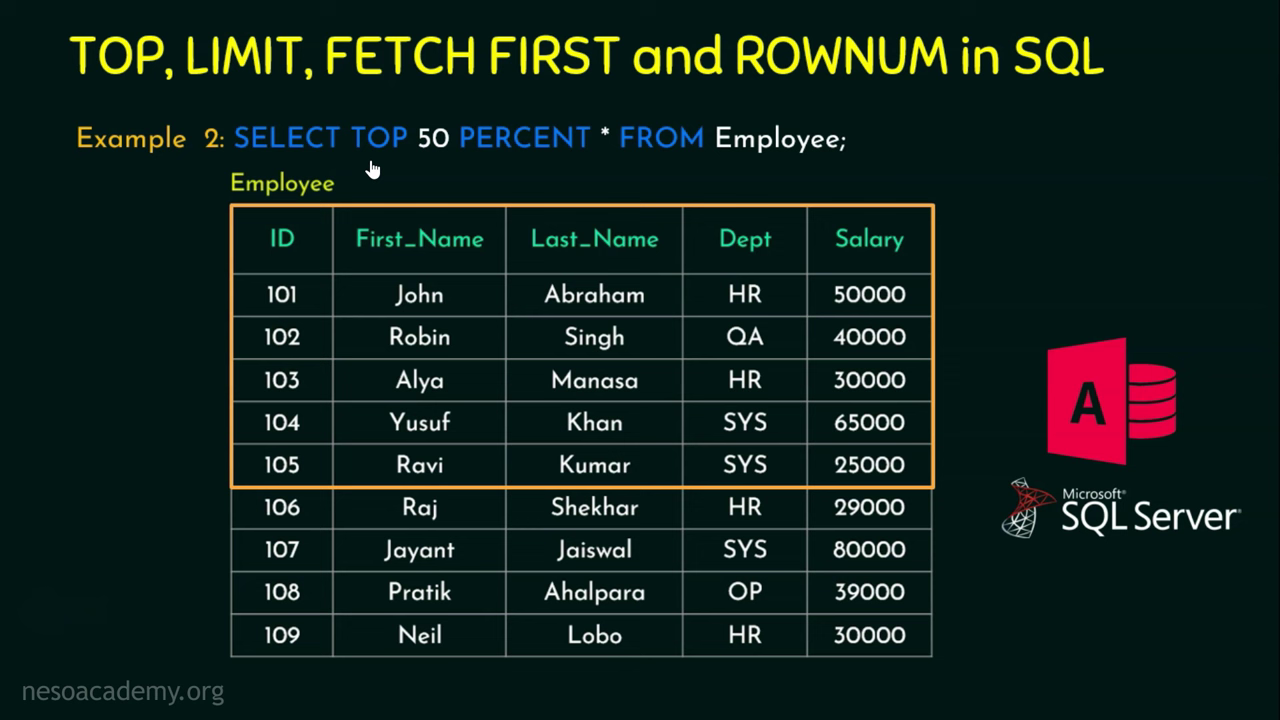 TOP, LIMIT, FETCH FIRST and ROWNUM in SQL
Example 2: SELECT TOP 50 PERCENT * FROM Employee;
Employee
ID First_Name Last_Name Dept Salary
101 John Abraham HR 50000
102 Robin Singh QA 40000
103 Alya Manasa HR 30000
104 Yusuf Khan SYS 65000
105 Ravi Kumar SYS 25000
106 Raj Shekhar HR 29000
107 Jayant Jaiswal SYS 80000
108 Pratik Ahalpara OP 39000
109 Neil Lobo HR 30000
A
Microsoft®
SQL Server®
nesoacademy.org